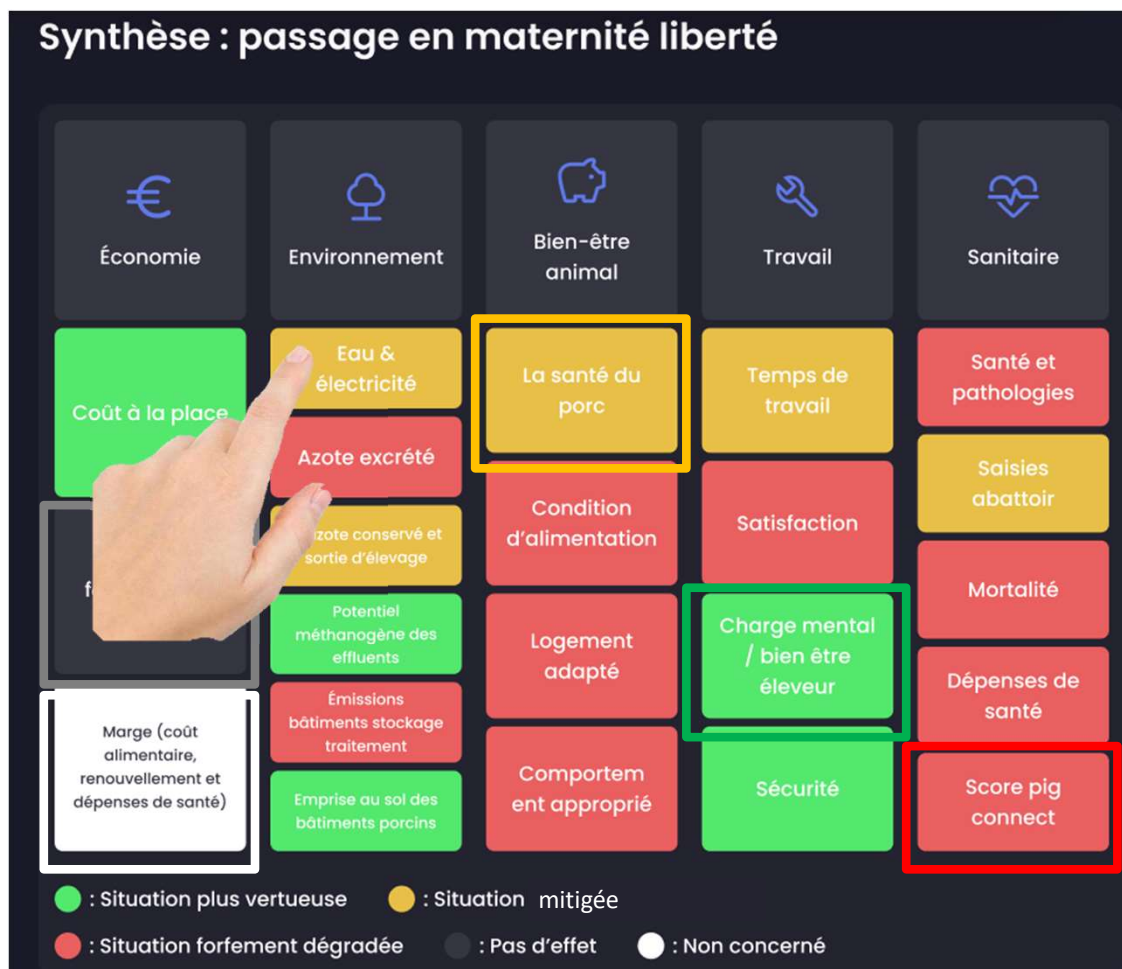 Synthèse : passage en maternité liberté
Économie
Environnement
Bien-être
animal
Travail
Sanitaire
Coût à la place
Marge (coût
alimentaire,
renouvellement et
dépenses de santé)
Eau &
électricité
Azote excrété
zote conservé et
sortie d'élevage
Potentiel
méthanogène des
effluents
Émissions
bâtiments stockage
traitement
Emprise au sol des
bâtiments porcins
La santé du
porc
Condition
d'alimentation
Logement
adapté
Comportem
ent approprié
Temps de
travail
Satisfaction
Charge mental
/ bien être
éleveur
Sécurité
Santé et
pathologies
Saisies
abattoir
Mortalité
Dépenses de
santé
Score pig
connect
: Situation plus vertueuse : Situation mitigée
: Situation forfement dégradée : Pas d'effet : Non concerné